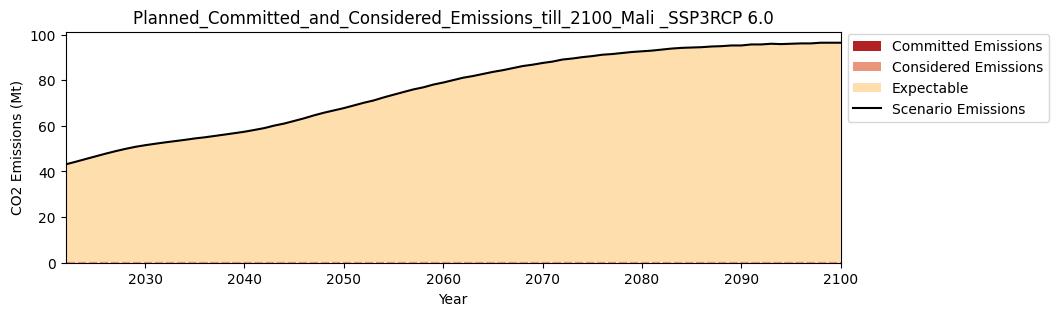 Planned_Committed_and_Considered_Emissions_till_2100_Mali _SSP3RCP 6.0
Committed Emissions
Considered Emissions
Expectable
Scenario Emissions
CO2 Emissions (Mt)
100
80
60
40
20
0
2030 2040 2050 2060 2070 2080 2090 2100
Year